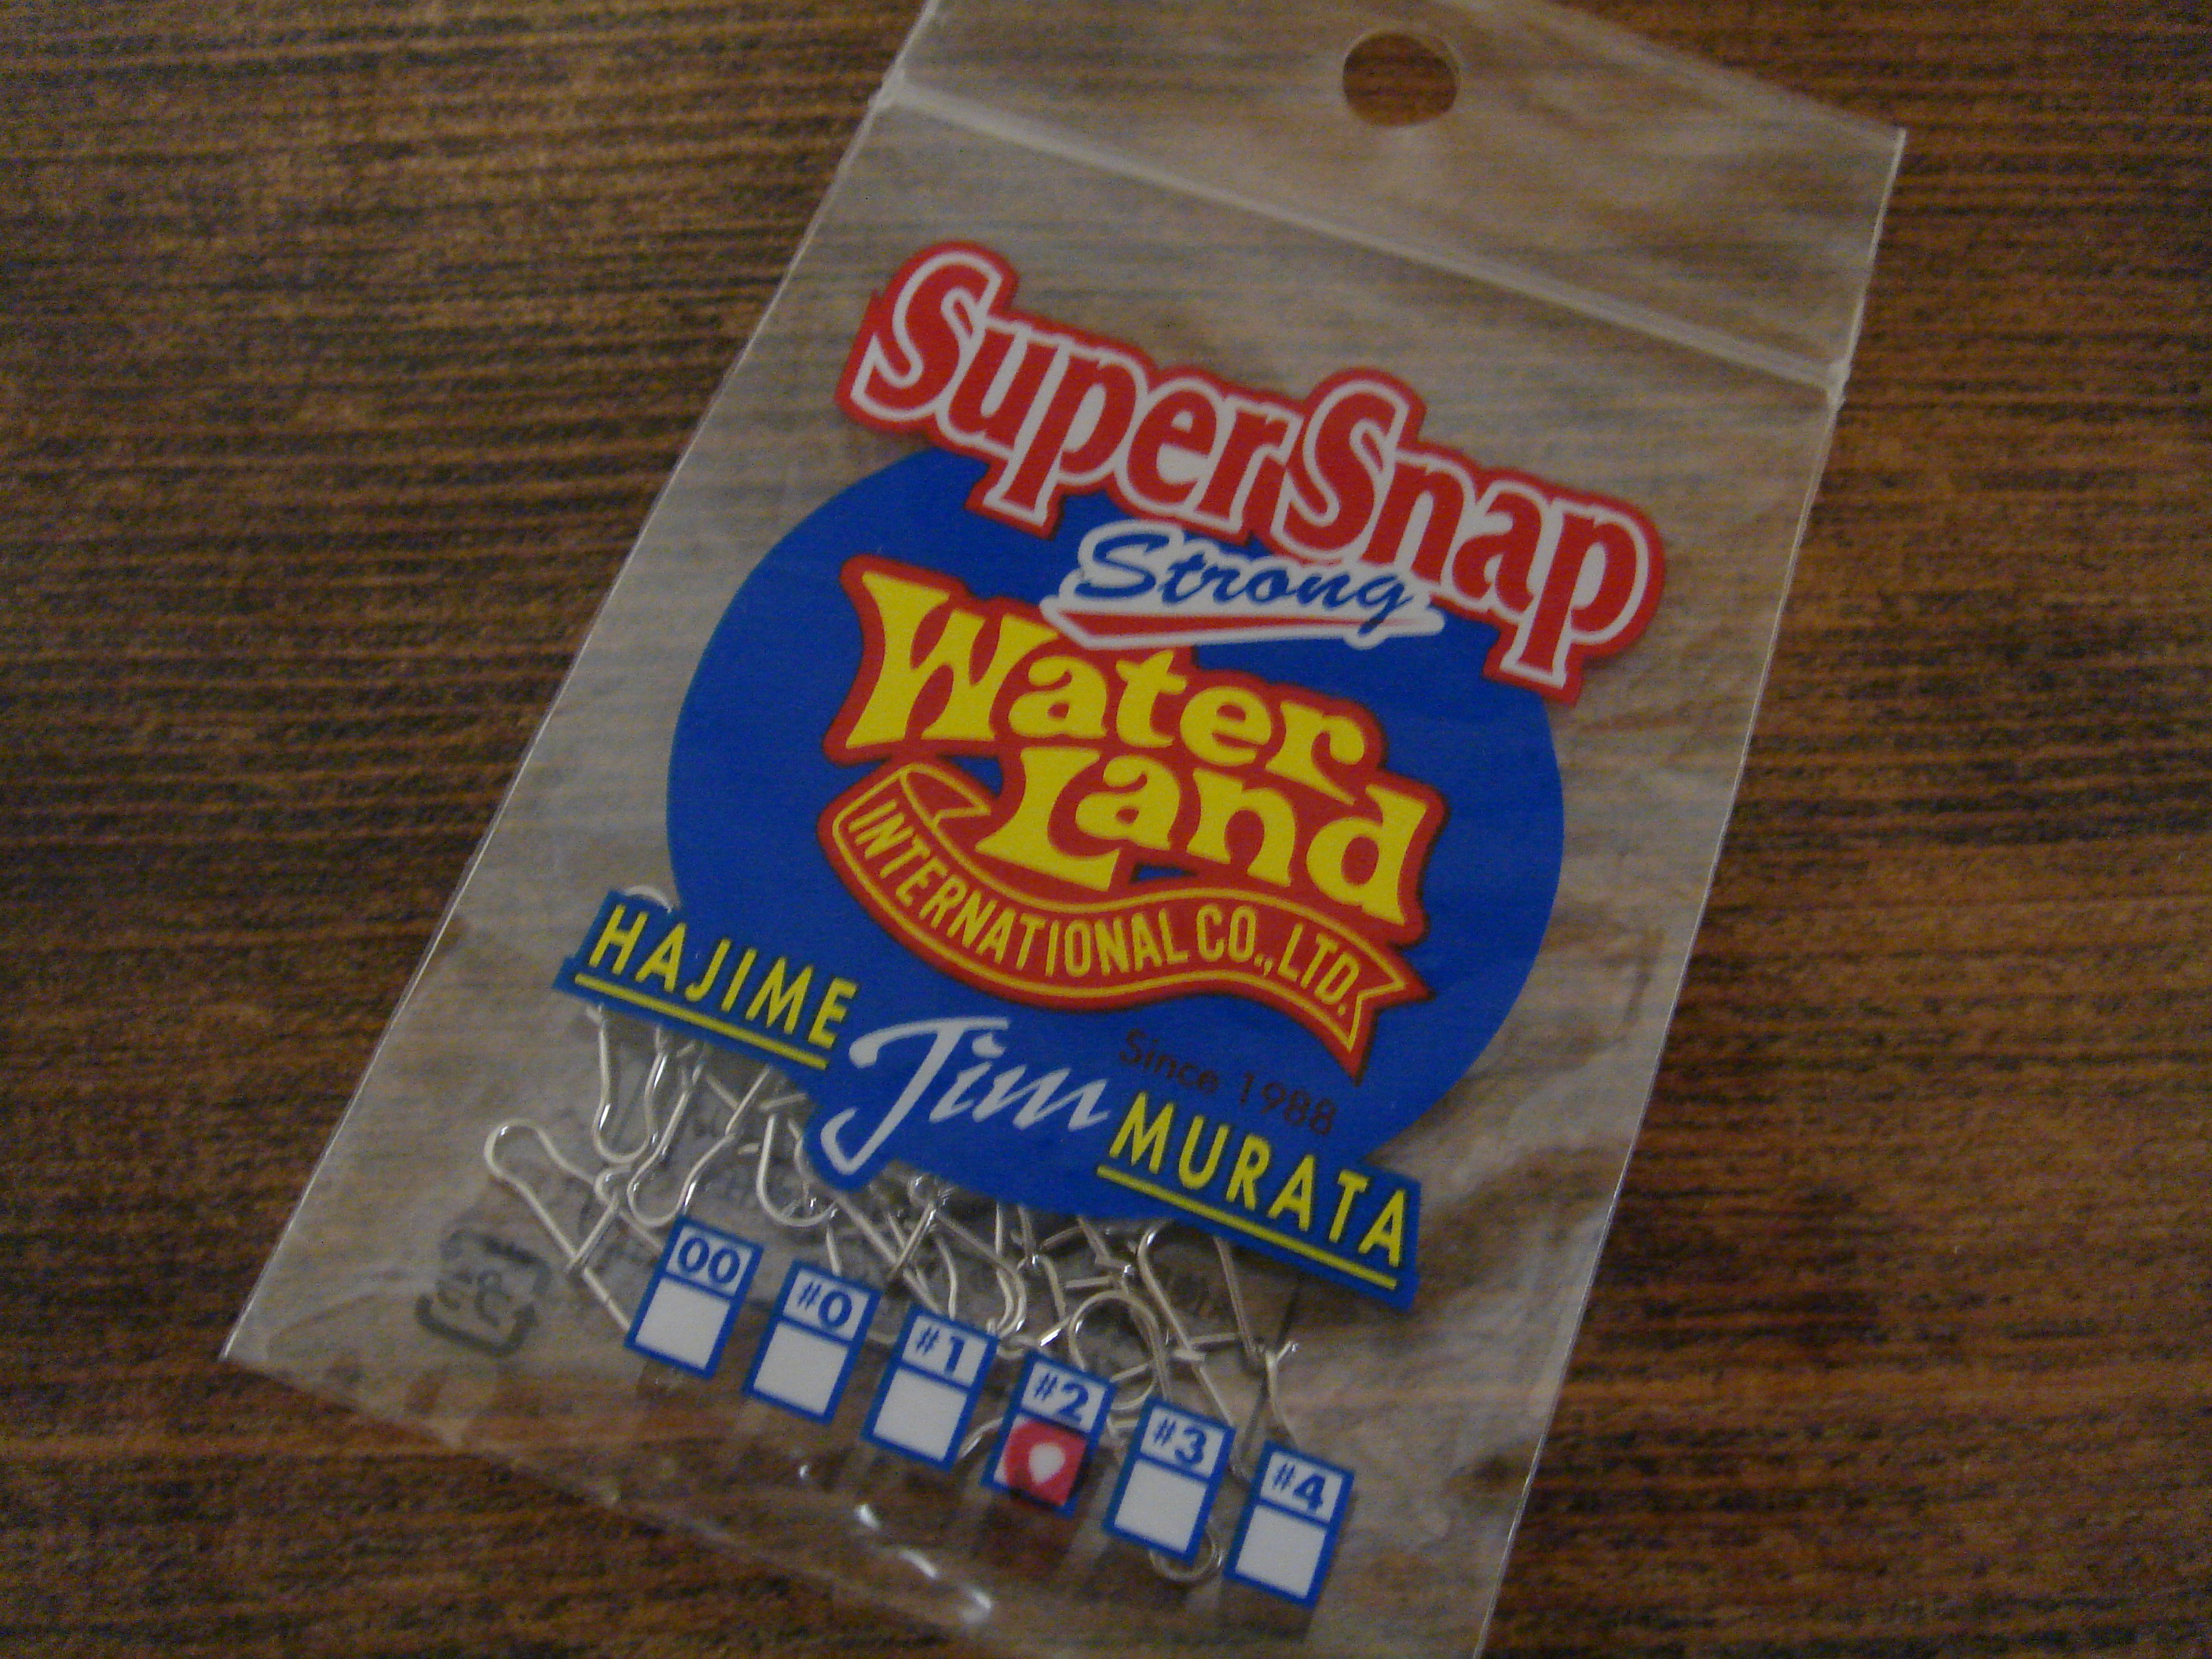 SuperSnap
Strong
Water
Land
INTERNATIONAL CO., LTD.
Since 1988
HAJIME Jim MURATA
00 #0 #1 #2 #3 #4